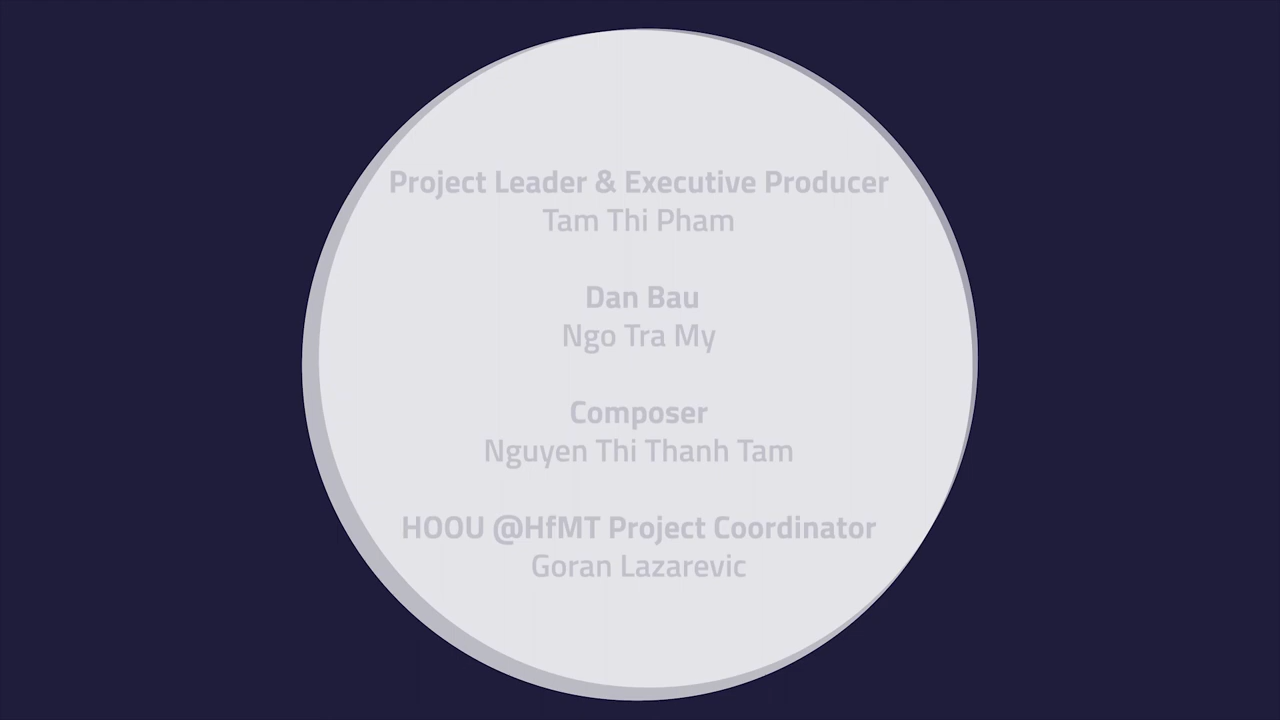 Project Leader & Executive Producer
Tam Thi Pham
Dan Bau
Ngo Tra My
Composer
Nguyen Thi Thanh Tam
HOOU @HfMT Project Coordinator
Goran Lazarevic